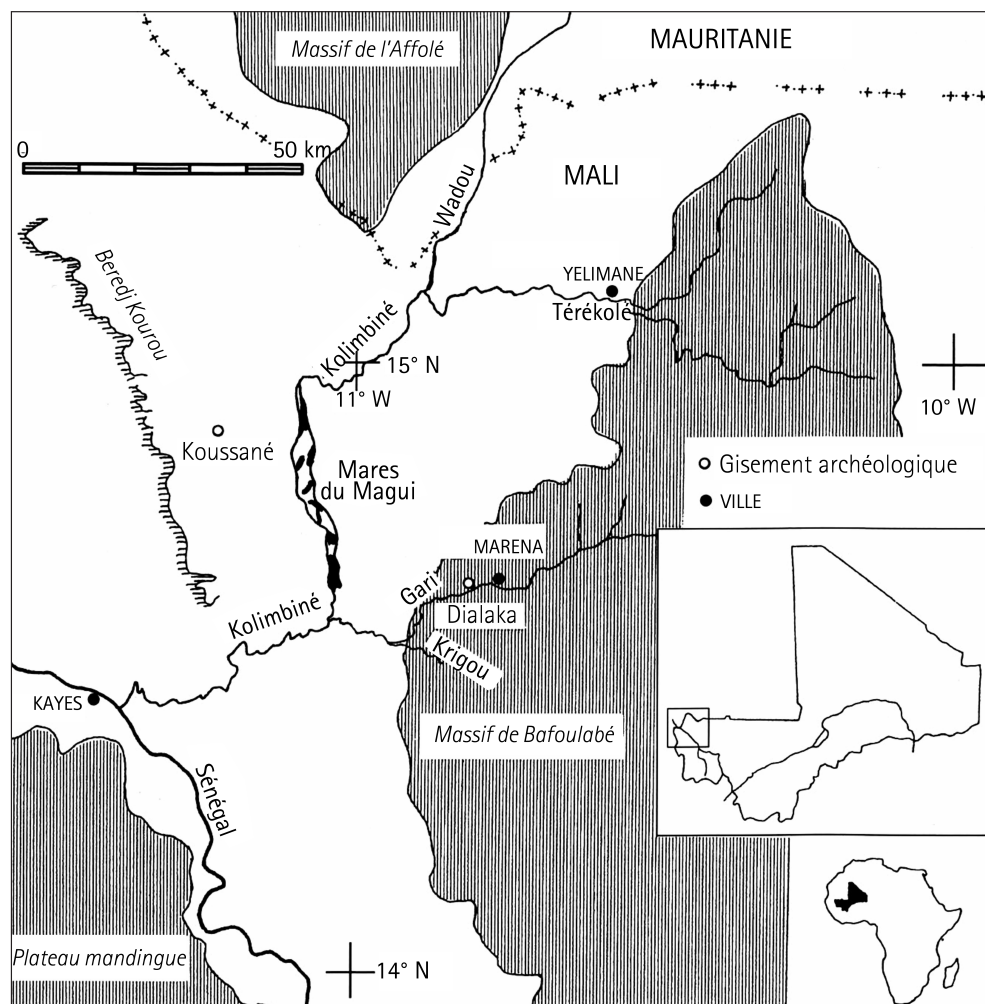 MAURITANIE
Massif de l'Affolé
0
50 km
MALI
Wadou
Beredj Kourou
YELIMANE
Térékolé
Kolimbiné
15° N
11° W
10° W
Koussané
Mares
du Magui
Gisement archéologique
VILLE
MARENA
Gari
Dialaka
Kolimbiné
Krigou
KAYES
Massif de Bafoulabé
Sénégal
Plateau mandingue
14° N